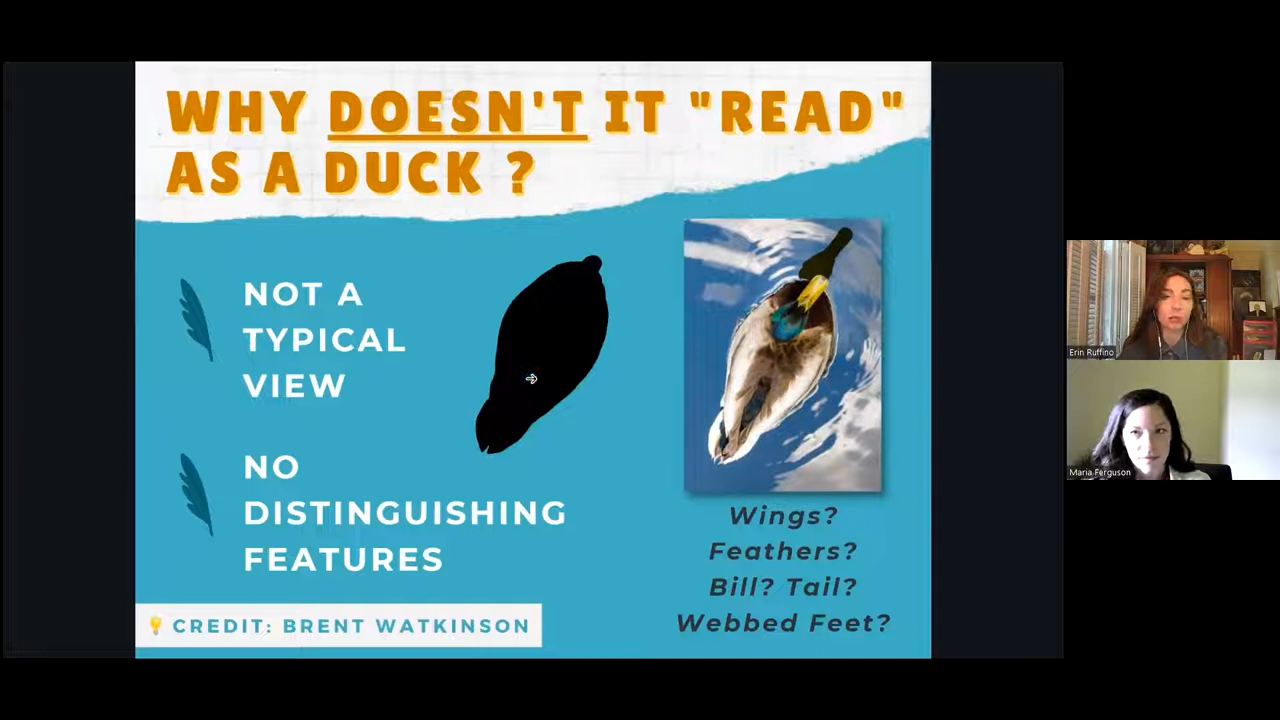 WHY DOESN'T IT "READ"
AS A DUCK ?
NOT A
TYPICAL
VIEW
NO
DISTINGUISHING
FEATURES
Wings?
Feathers?
Bill? Tail?
Webbed Feet?
CREDIT: BRENT WATKINSON
Erin Ruffino
Maria Ferguson